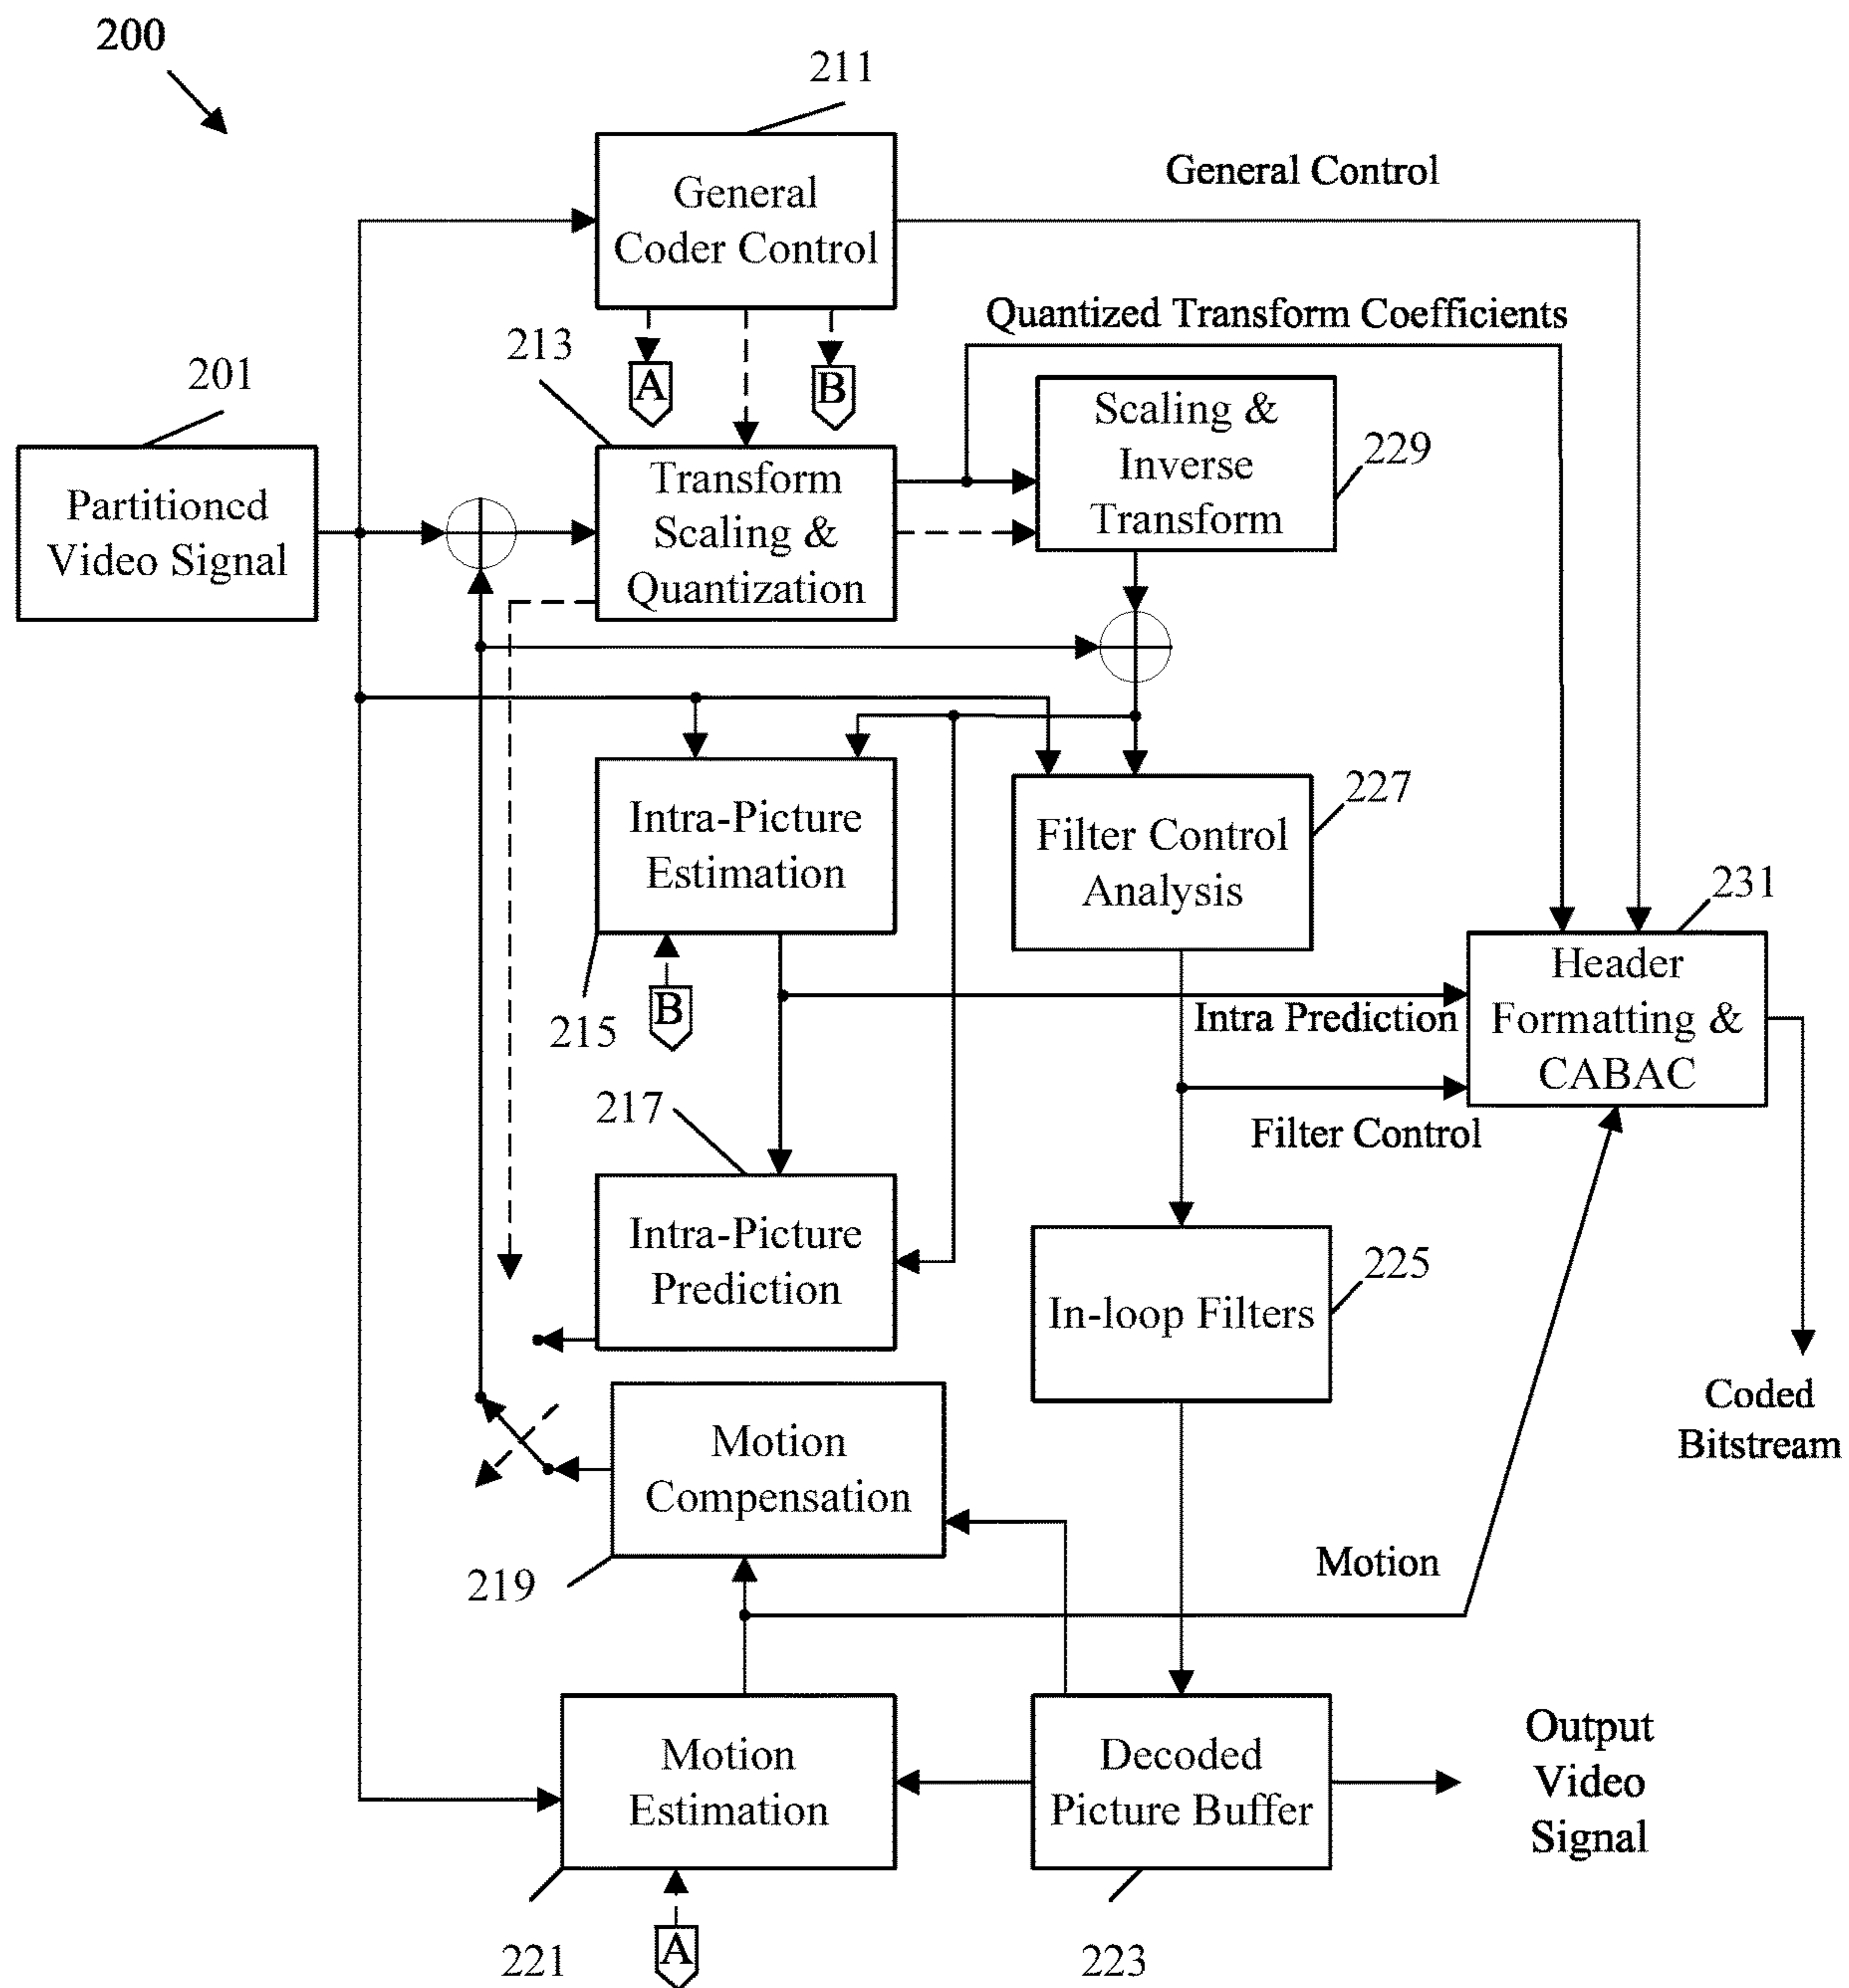 200
211
General
Coder Control
General Control
Quantized Transform Coefficients
213
A
B
201
Partitioned
Video Signal
Transform
Scaling &
Quantization
Scaling &
Inverse
Transform
229
Intra-Picture
Estimation
227
Filter Control
Analysis
231
Header
Formatting &
CABAC
215
B
Intra Prediction
217
Filter Control
Intra-Picture
Prediction
225
In-loop Filters
Coded
Bitstream
Motion
Compensation
219
Motion
Motion
Estimation
Decoded
Picture Buffer
Output
Video
Signal
221
A
223